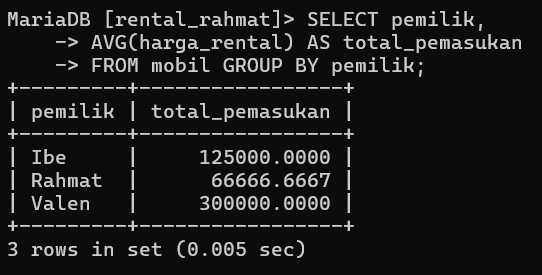 MariaDB [rental_rahmat]> SELECT pemilik,
    -> AVG(harga_rental) AS total_pemasukan
    -> FROM mobil GROUP BY pemilik;
+---------+-----------------+
| pemilik | total_pemasukan |
+---------+-----------------+
| Ibe     |     125000.0000 |
| Rahmat  |      66666.6667 |
| Valen   |     300000.0000 |
+---------+-----------------+
3 rows in set (0.005 sec)